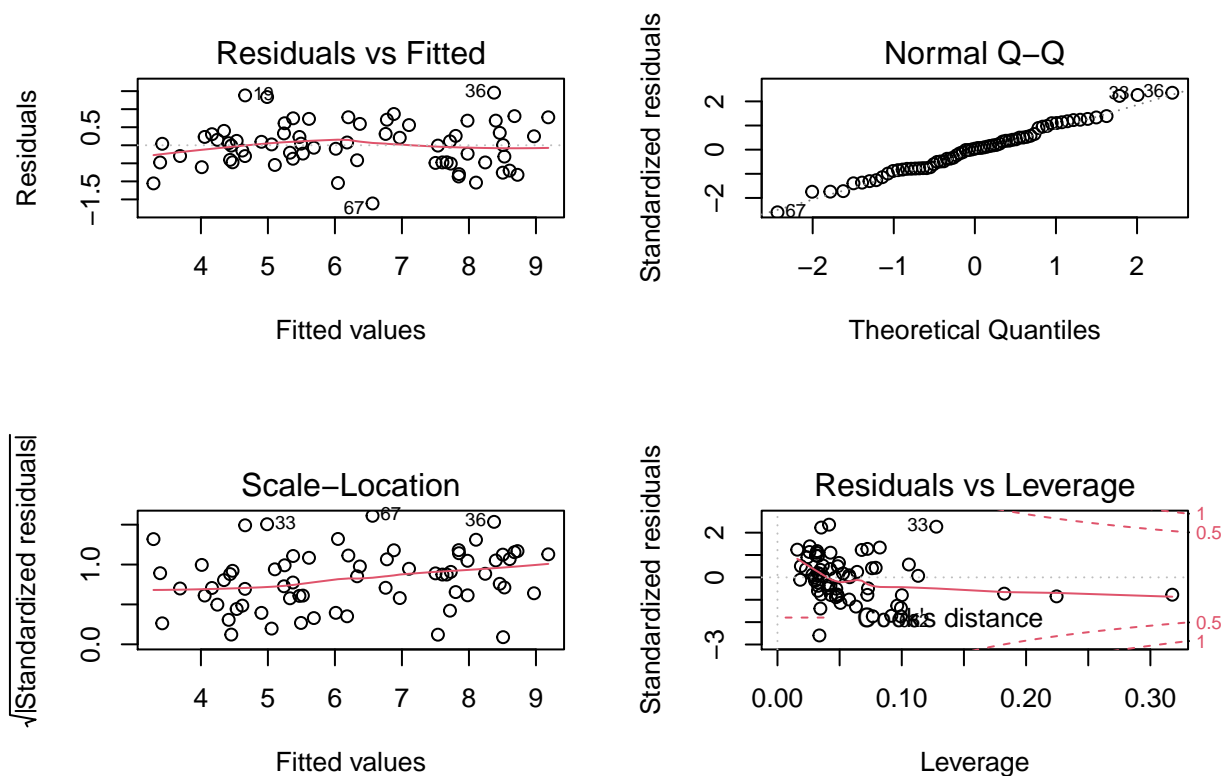 Residuals vs Fitted
Residuals
0.5
−1.5
19
36
67
4 5 6 7 8 9
Fitted values
Normal Q−Q
Standardized residuals
2
0
−2
33
36
67
−2 −1 0 1 2
Theoretical Quantiles
Scale−Location
√|Standardized residuals|
1.0
0.0
33
67
36
4 5 6 7 8 9
Fitted values
Residuals vs Leverage
Standardized residuals
2
0
−3
33
1
0.5
0.5
1
k's distance
0.00 0.10 0.20 0.30
Leverage